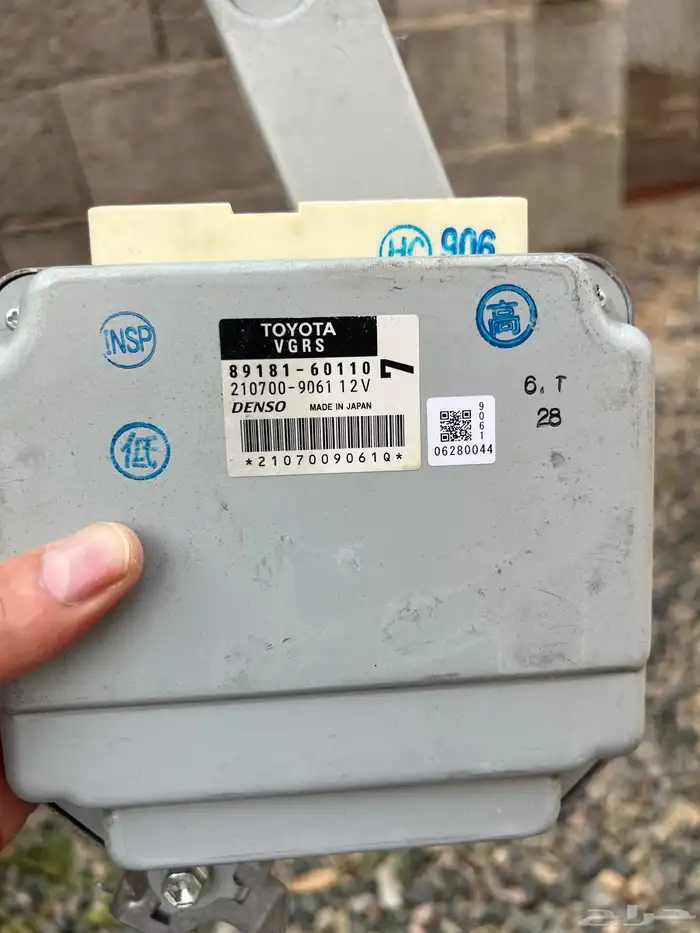 HC 906
INSP
高
低
TOYOTA
VGRS
89181-60110
7
210700-9061 12V
DENSO MADE IN JAPAN
*2107009061Q*
9061
06280044
6.T
28
حراج